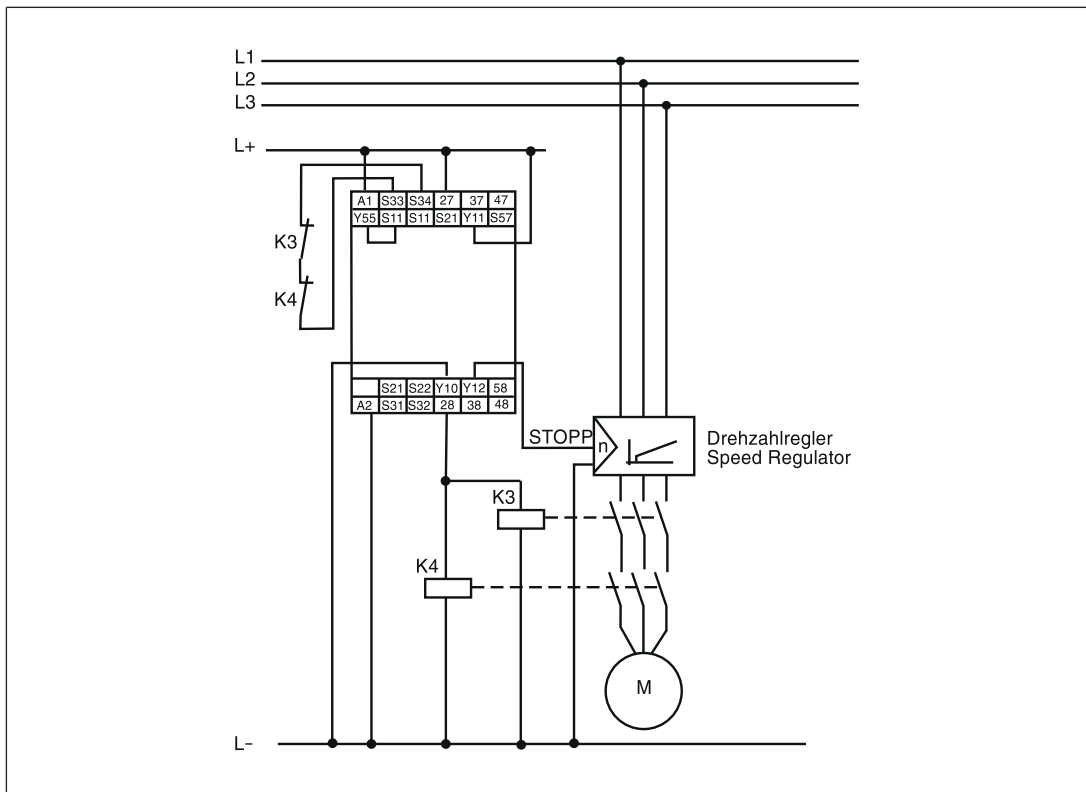 L1
L2
L3
L+
A1 S33 S34 27 37 47
Y55 S11 S11 S21 Y11 S57
K3
K4
S21 S22 Y10 Y12 58
A2 S31 S32 28 38 48
STOPP
n
Drehzahlregler
Speed Regulator
K3
K4
M
L-